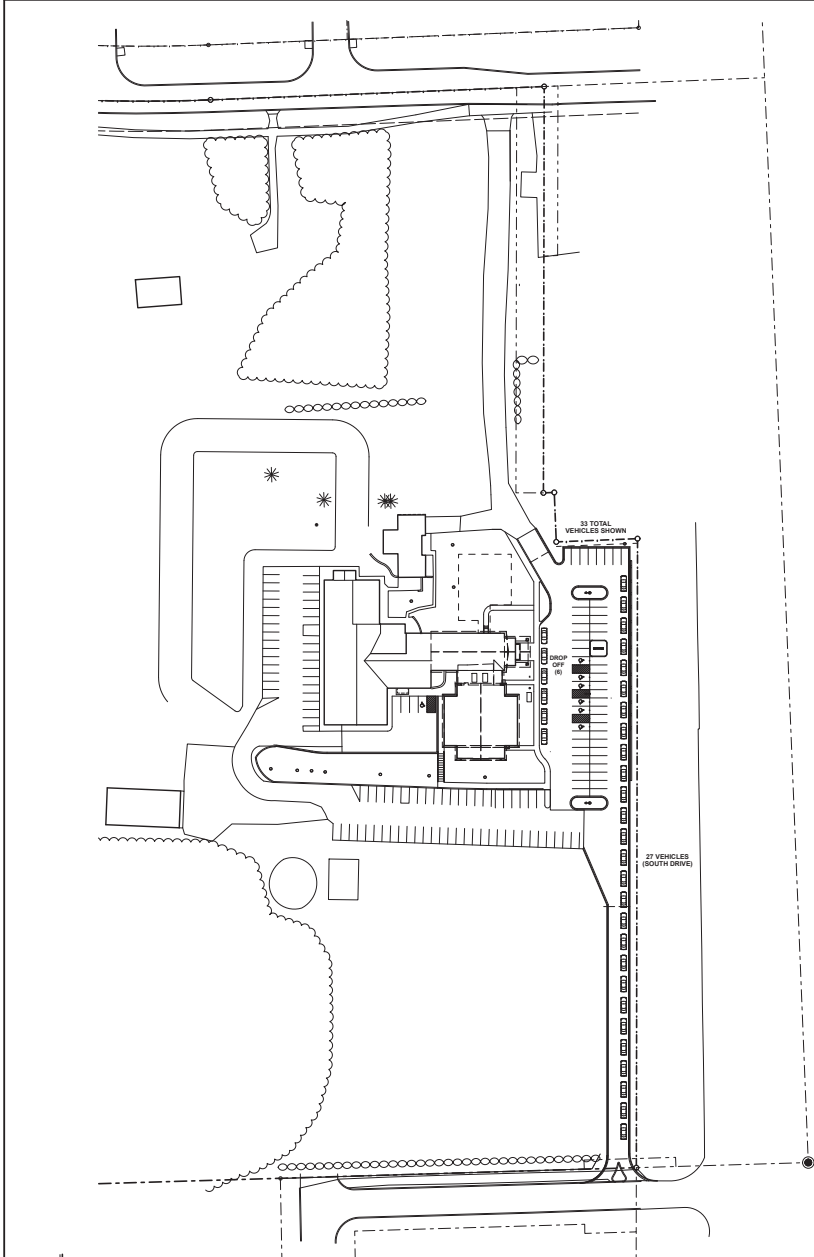 33 TOTAL
VEHICLES SHOWN
DROP
OFF
(6)
27 VEHICLES
(SOUTH DRIVE)